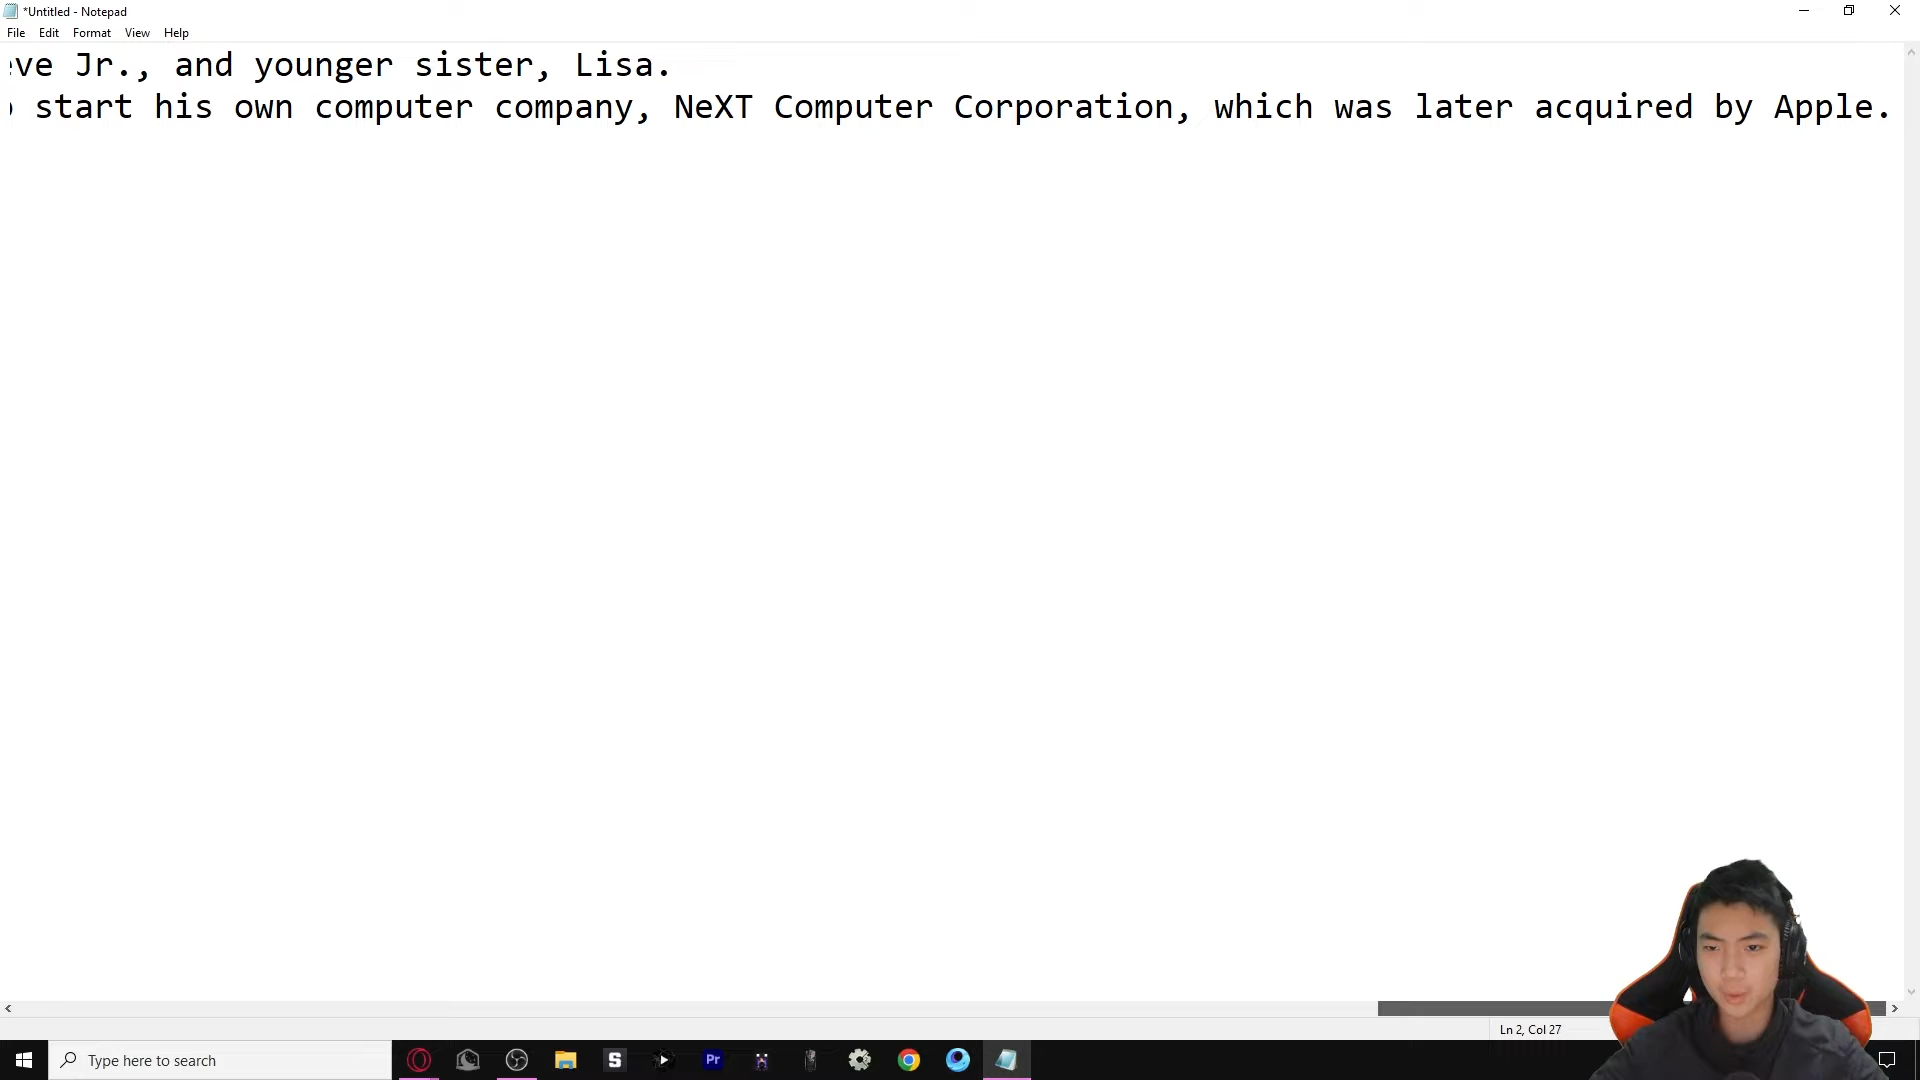 *Untitled - Notepad
File Edit Format View Help
ve Jr., and younger sister, Lisa.
start his own computer company, NeXT Computer Corporation, which was later acquired by Apple.
Ln 2, Col 27
Type here to search
S
Pr